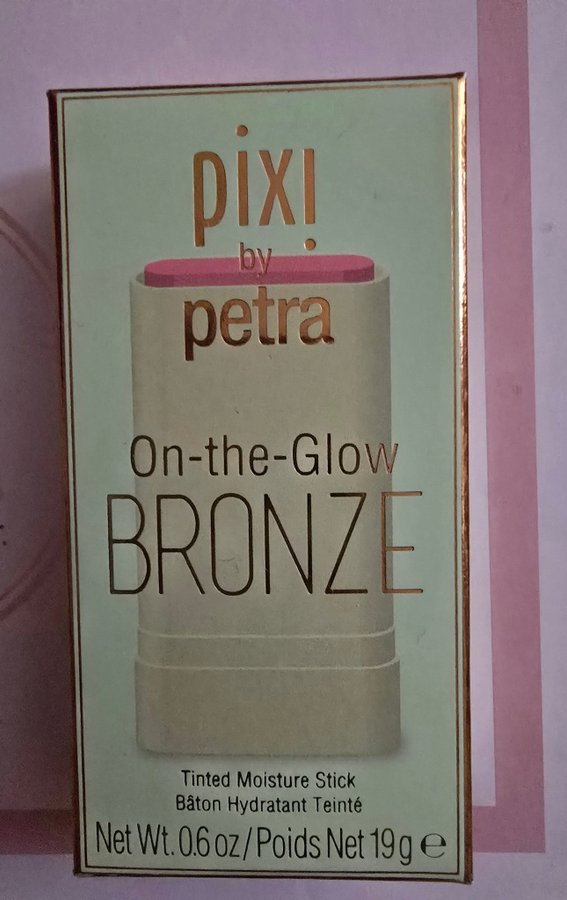 pixi
by
petra
On-the-Glow
BRONZE
Tinted Moisture Stick
Bâton Hydratant Teinté
Net Wt. 0.6 oz/Poids Net 19g ℮